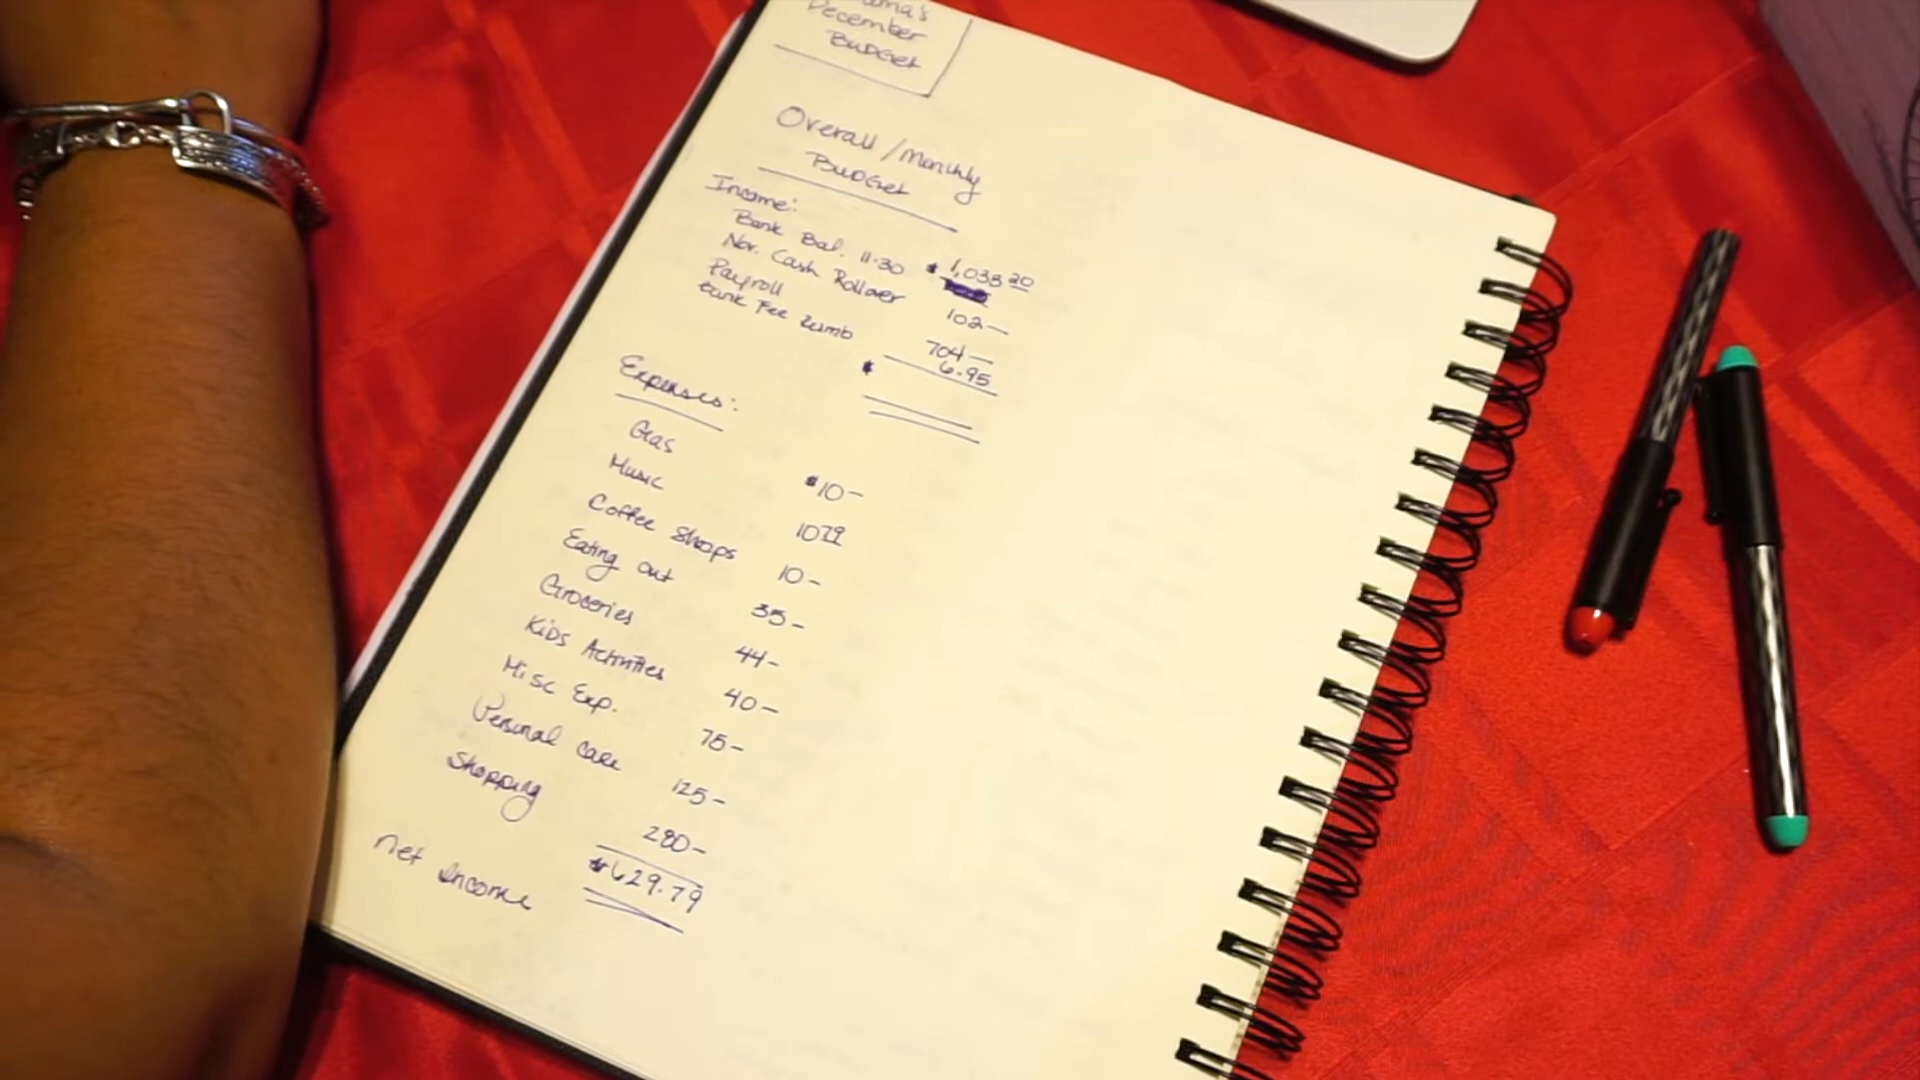 December
Budget
Overall/Monthly
Budget
Income:
Bank Bal. 11.30 $1,038 20
Nov. Cash Rollover 102-
Payroll 704-
Bank Fee 6.95
$
Expenses:
Gas $10-
Music 10 79
Coffee Shops 10-
Eating out 35-
Groceries 44-
Kids Activities 40-
Misc Exp. 75-
Personal Care 125-
Shopping 280-
$629.79
Net Income